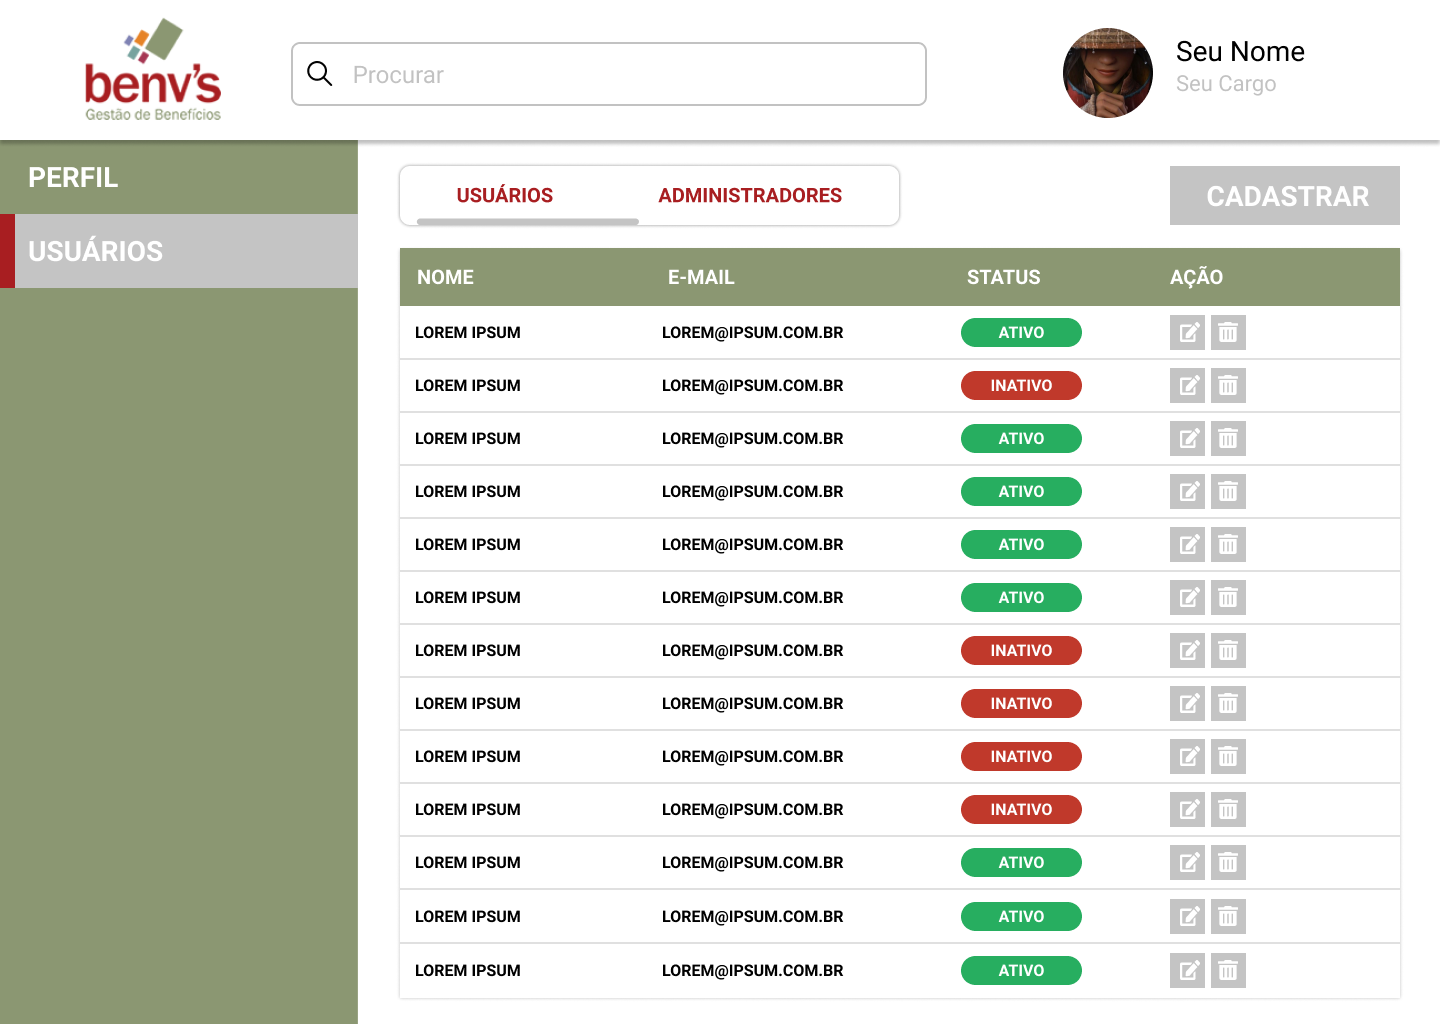 benv's
Gestão de Benefícios
Procurar
Seu Nome
Seu Cargo
PERFIL
USUÁRIOS
USUÁRIOS ADMINISTRADORES
CADASTRAR
NOME E-MAIL STATUS AÇÃO
LOREM IPSUM LOREM@IPSUM.COM.BR ATIVO
LOREM IPSUM LOREM@IPSUM.COM.BR INATIVO
LOREM IPSUM LOREM@IPSUM.COM.BR ATIVO
LOREM IPSUM LOREM@IPSUM.COM.BR ATIVO
LOREM IPSUM LOREM@IPSUM.COM.BR ATIVO
LOREM IPSUM LOREM@IPSUM.COM.BR ATIVO
LOREM IPSUM LOREM@IPSUM.COM.BR INATIVO
LOREM IPSUM LOREM@IPSUM.COM.BR INATIVO
LOREM IPSUM LOREM@IPSUM.COM.BR INATIVO
LOREM IPSUM LOREM@IPSUM.COM.BR INATIVO
LOREM IPSUM LOREM@IPSUM.COM.BR ATIVO
LOREM IPSUM LOREM@IPSUM.COM.BR ATIVO
LOREM IPSUM LOREM@IPSUM.COM.BR ATIVO